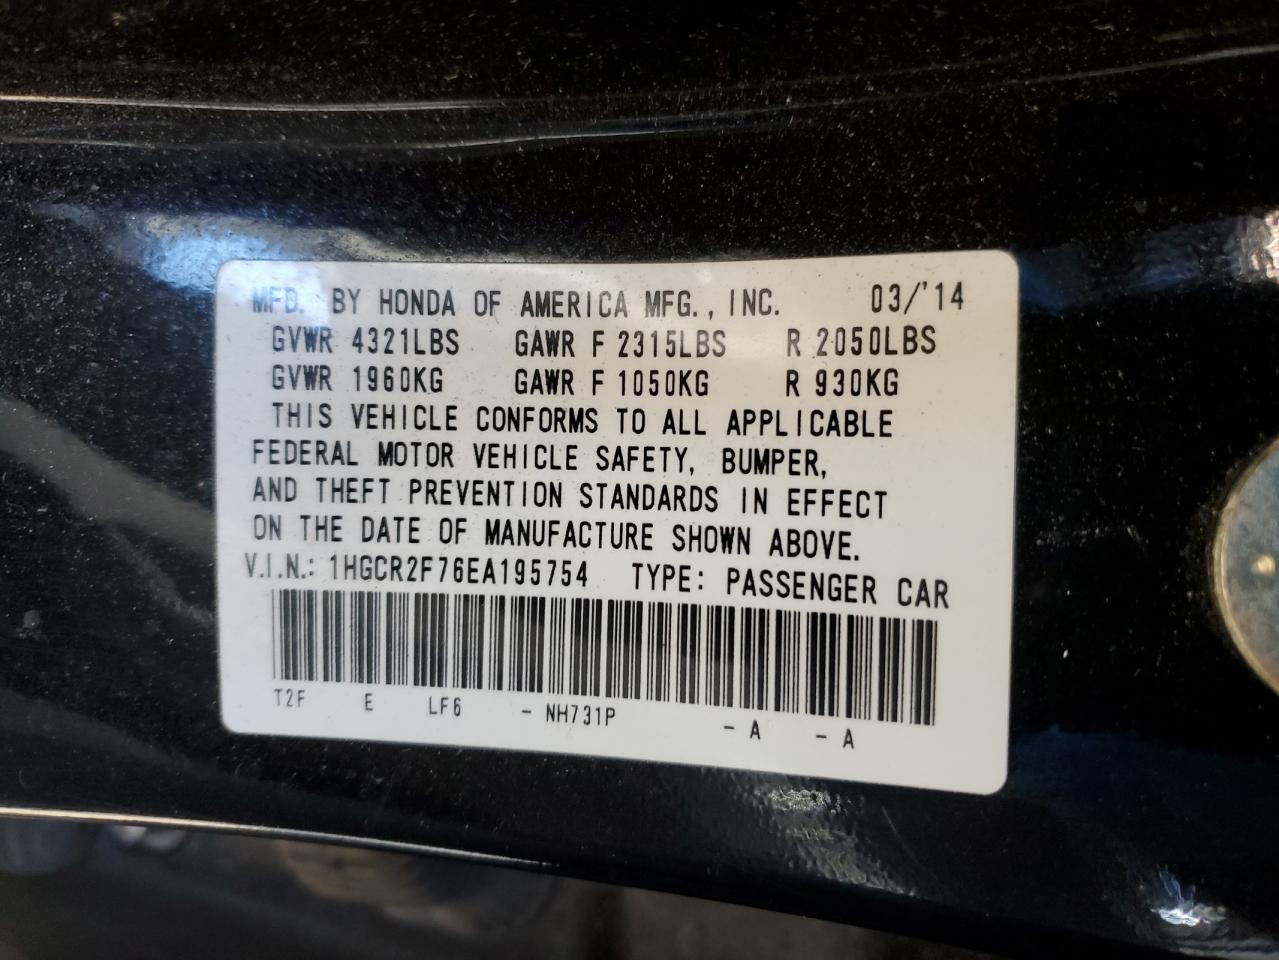 MFD. BY HONDA OF AMERICA MFG., INC. 03/'14
GVWR 4321LBS GAWR F 2315LBS R 2050LBS
GVWR 1960KG GAWR F 1050KG R 930KG
THIS VEHICLE CONFORMS TO ALL APPLICABLE
FEDERAL MOTOR VEHICLE SAFETY, BUMPER,
AND THEFT PREVENTION STANDARDS IN EFFECT
ON THE DATE OF MANUFACTURE SHOWN ABOVE.
V.I.N.: 1HGCR2F76EA195754 TYPE: PASSENGER CAR
T2F E LF6 - NH731P - A - A